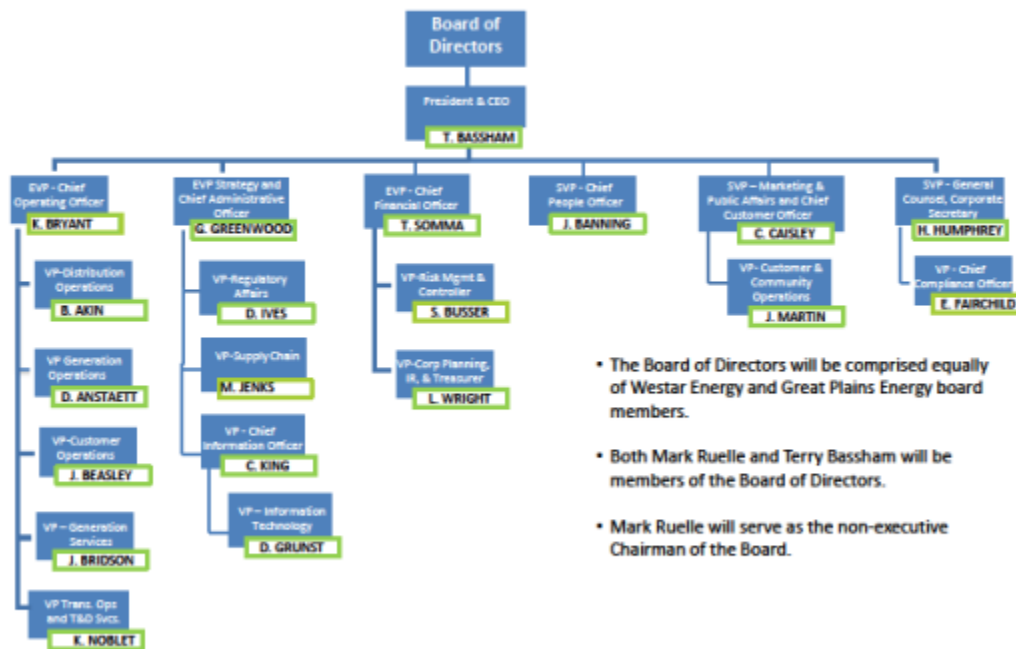 Board of
Directors
President & CEO
T. BASSHAM
EVP - Chief
Operating Officer
K. BRYANT
EVP Strategy and
Chief Administrative
Officer
G. GREENWOOD
EVP - Chief
Financial Officer
T. SOMMA
SVP - Chief
People Officer
J. BANNING
SVP – Marketing &
Public Affairs and Chief
Customer Officer
C. CAISLEY
SVP - General
Counsel, Corporate
Secretary
H. HUMPHREY
VP-Distribution
Operations
B. AKIN
VP Generation
Operations
D. ANSTAETT
VP-Customer
Operations
J. BEASLEY
VP – Generation
Services
J. BRIDSON
VP Trans. Ops
and T&D Svcs.
K. NOBLET
VP-Regulatory
Affairs
D. IVES
VP-Supply Chain
M. JENKS
VP - Chief
Information Officer
C. KING
VP – Information
Technology
D. GRUNST
VP-Risk Mgmt &
Controller
S. BUSSER
VP-Corp Planning,
IR, & Treasurer
L. WRIGHT
VP- Customer &
Community
Operations
J. MARTIN
VP - Chief
Compliance Officer
E. FAIRCHILD
• The Board of Directors will be comprised equally
of Westar Energy and Great Plains Energy board
members.
• Both Mark Ruelle and Terry Bassham will be
members of the Board of Directors.
• Mark Ruelle will serve as the non-executive
Chairman of the Board.